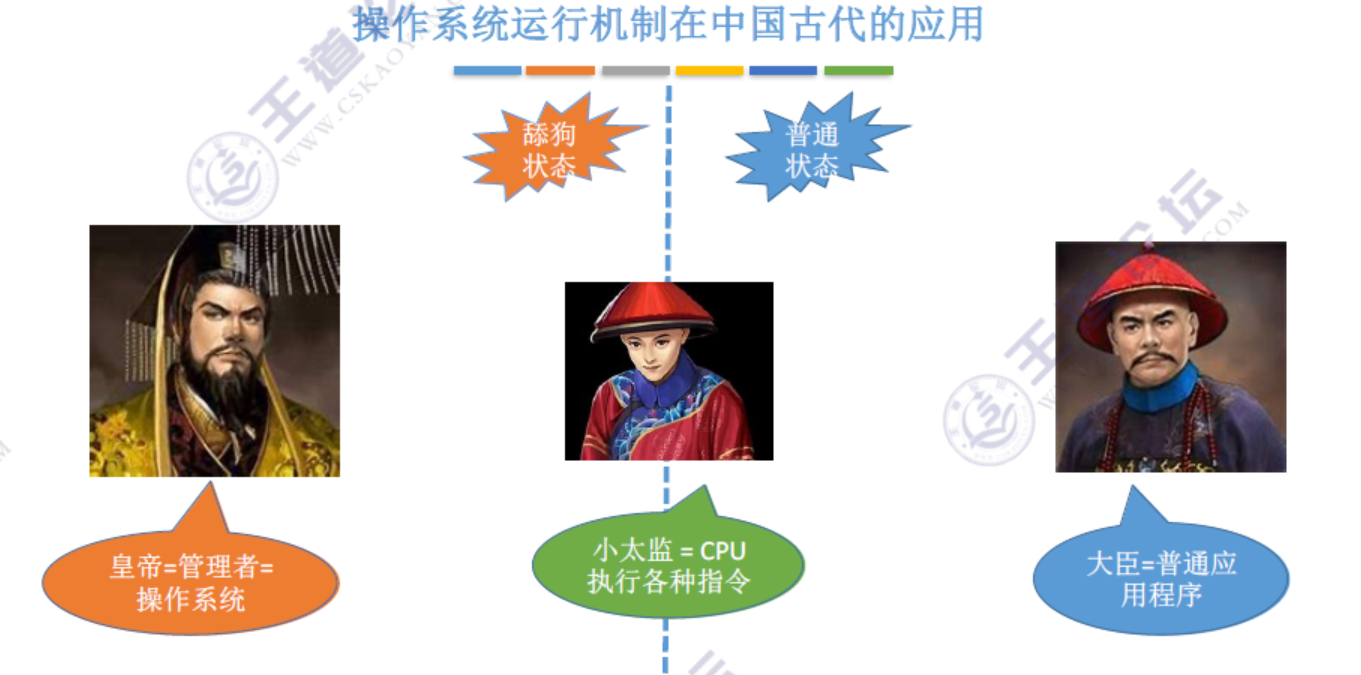 操作系统运行机制在中国古代的应用
舔狗
状态
普通
状态
皇帝=管理者=
操作系统
小太监 = CPU
执行各种指令
大臣=普通应
用程序
王道论坛
WWW.CSKAOYAN.COM